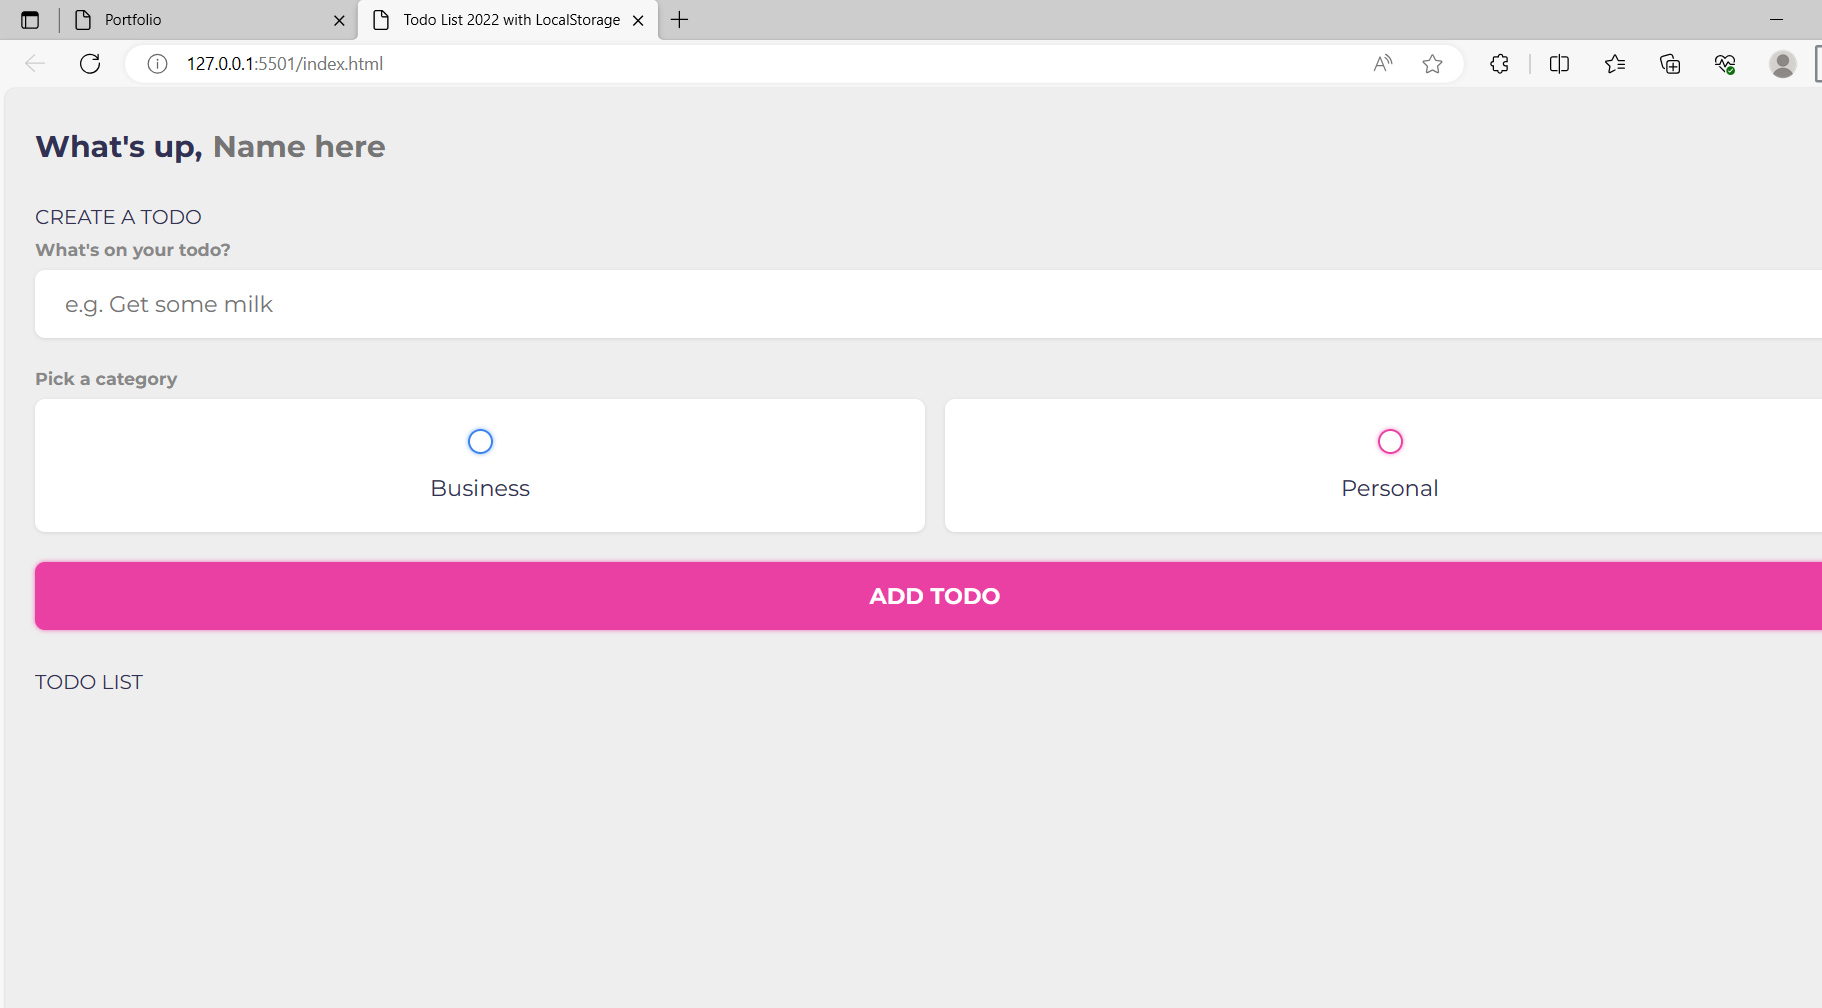 Portfolio
Todo List 2022 with LocalStorage
127.0.0.1:5501/index.html
What's up, Name here
CREATE A TODO
What's on your todo?
e.g. Get some milk
Pick a category
Business
Personal
ADD TODO
TODO LIST